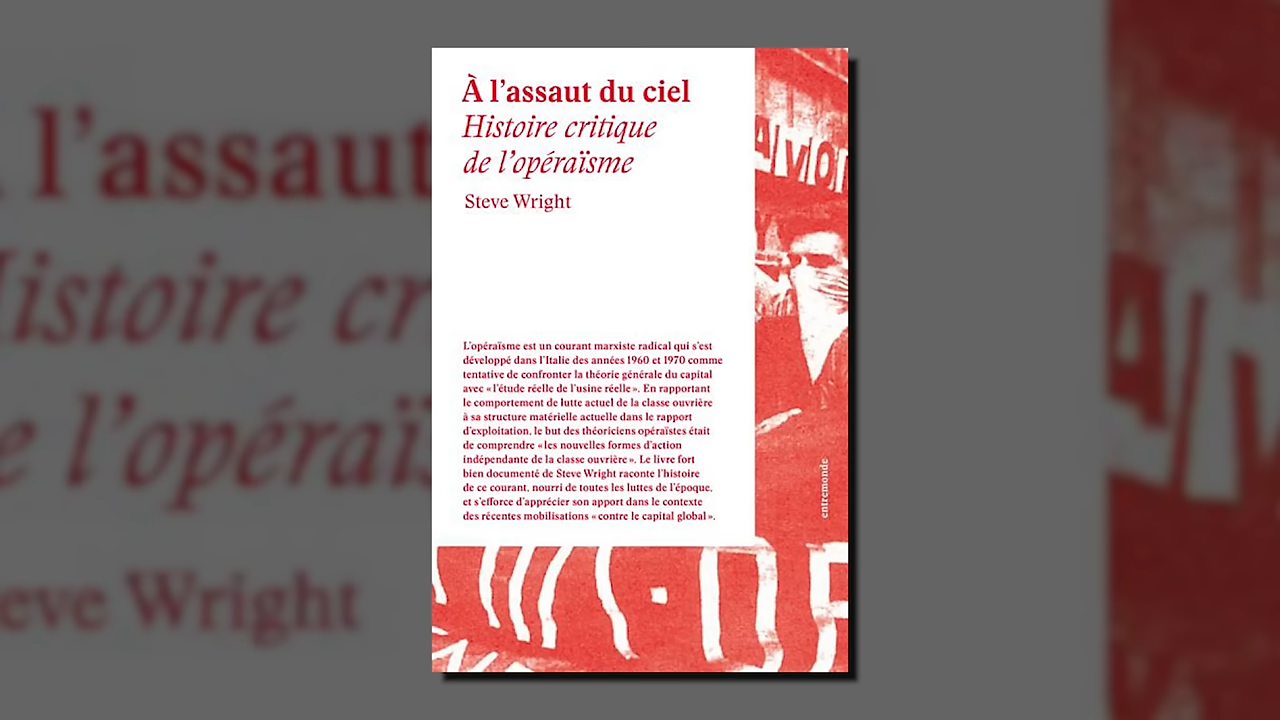 À l’assaut du ciel
Histoire critique
de l’opéraïsme
Steve Wright
L’opéraïsme est un courant marxiste radical qui s’est
développé dans l’Italie des années 1960 et 1970 comme
tentative de confronter la théorie générale du capital
avec « l’étude réelle de l’usine réelle ». En rapportant
le comportement de lutte actuel de la classe ouvrière
à sa structure matérielle actuelle dans le rapport
d’exploitation, le but des théoriciens opéraïstes était
de comprendre « les nouvelles formes d’action
indépendante de la classe ouvrière ». Le livre fort
bien documenté de Steve Wright raconte l’histoire
de ce courant, nourri de toutes les luttes de l’époque,
et s’efforce d’apprécier son apport dans le contexte
des récentes mobilisations « contre le capital global ».
entremonde